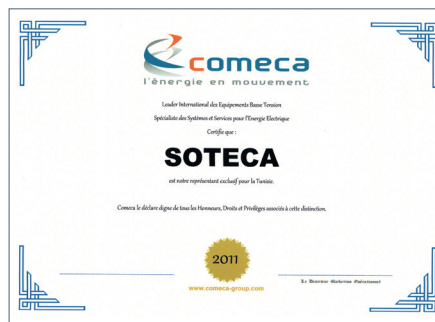 comeca
l'énergie en mouvement
Leader International des Equipements Basse Tension
Spécialiste des Systèmes et Services pour l'Energie Electrique
Certifie que :
SOTECA
est notre représentant exclusif pour la Tunisie.
Comeca le déclare digne de tous les Honneurs, Droits et Privilèges associés à cette distinction.
2011
www.comeca-group.com
Le Directeur Marketing Opérationnel